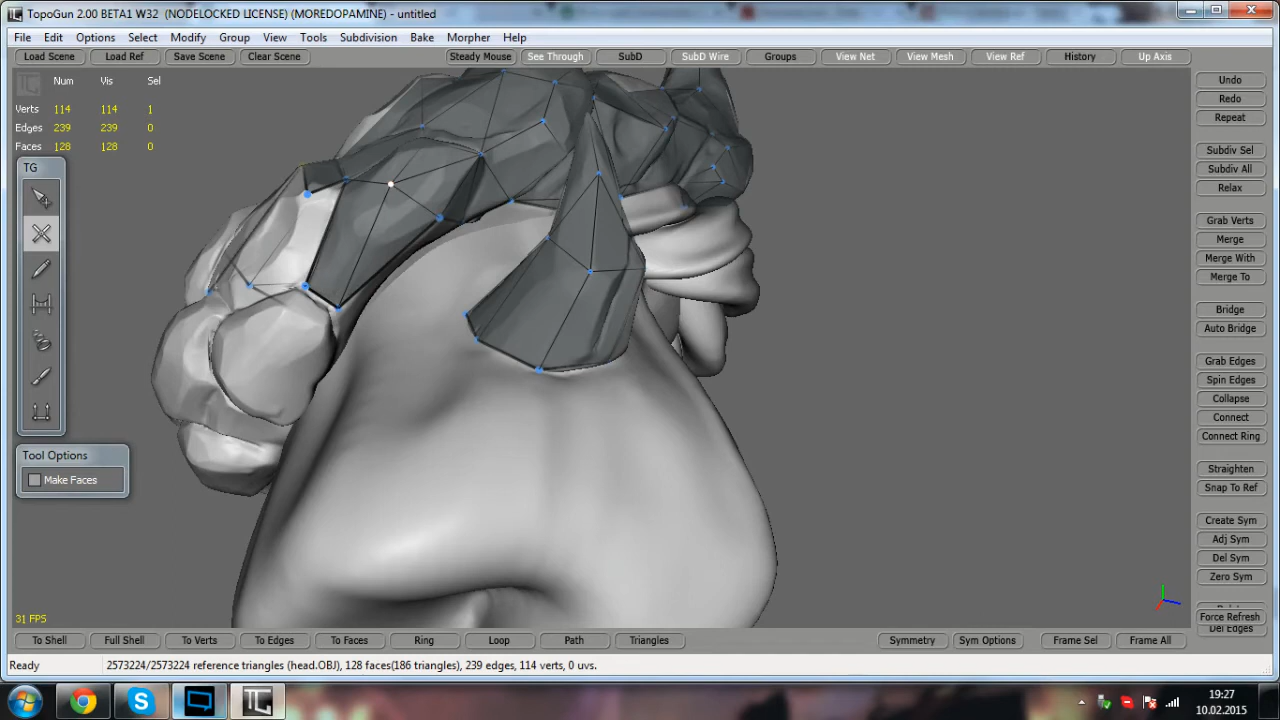 TopoGun 2.00 BETA1 W32 (NODELOCKED LICENSE) (MOREDOPAMINE) - untitled
File Edit Options Select Modify Group View Tools Subdivision Bake Morpher Help
Load Scene Load Ref Save Scene Clear Scene Steady Mouse See Through SubD SubD Wire Groups View Net View Mesh View Ref History Up Axis
Num Vis Sel
Verts 114 114 1
Edges 239 239 0
Faces 128 128 0
TG
Tool Options
Make Faces
Undo
Redo
Repeat
Subdiv Sel
Subdiv All
Relax
Grab Verts
Merge
Merge With
Merge To
Bridge
Auto Bridge
Grab Edges
Spin Edges
Collapse
Connect
Connect Ring
Straighten
Snap To Ref
Create Sym
Adj Sym
Del Sym
Zero Sym
Force Refresh
Del Edges
31 FPS
To Shell Full Shell To Verts To Edges To Faces Ring Loop Path Triangles Symmetry Sym Options Frame Sel Frame All
Ready 2573224/2573224 reference triangles (head.OBJ), 128 faces(186 triangles), 239 edges, 114 verts, 0 uvs.
19:27
10.02.2015